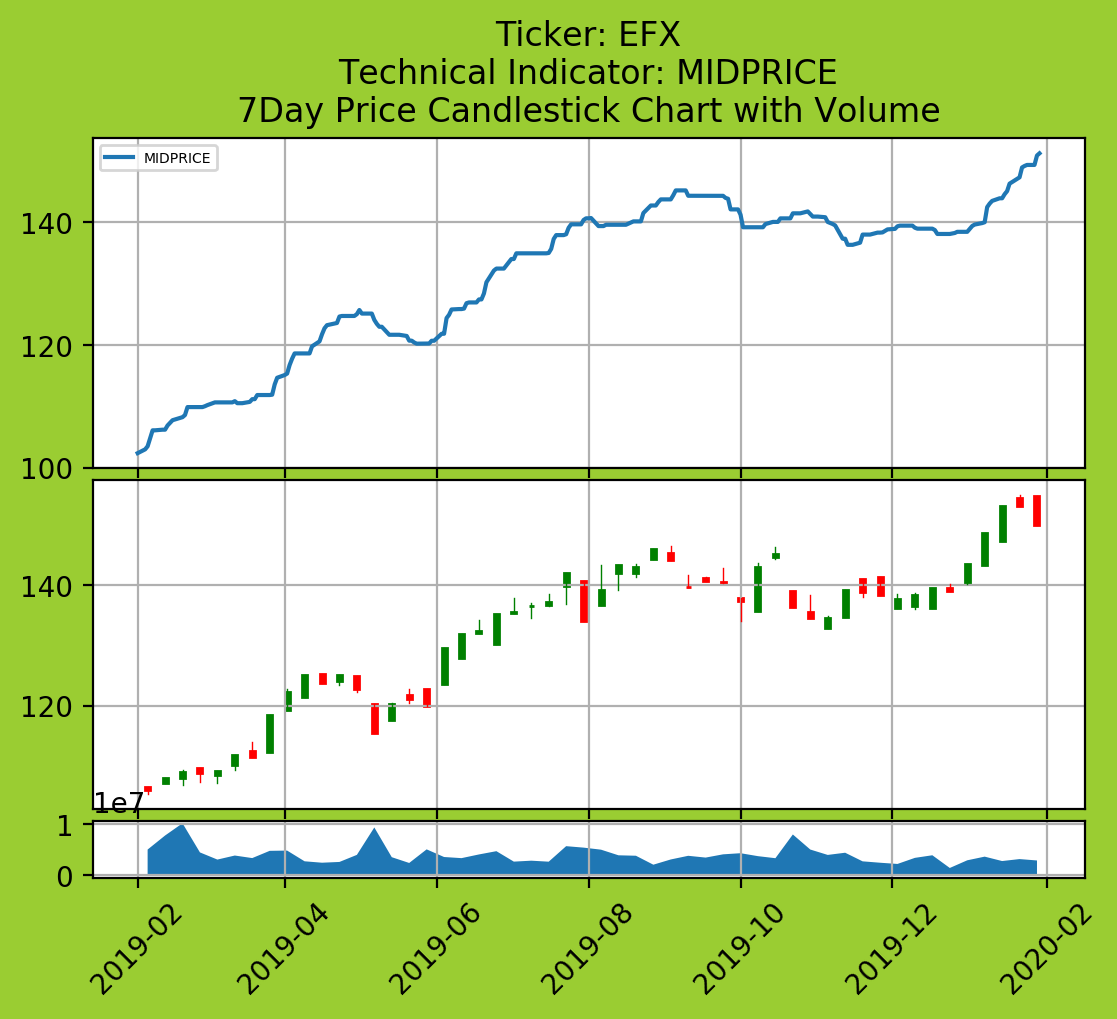 Ticker: EFX
Technical Indicator: MIDPRICE
7Day Price Candlestick Chart with Volume
MIDPRICE
140
120
100
140
120
1e7
1
0
2019-02
2019-04
2019-06
2019-08
2019-10
2019-12
2020-02